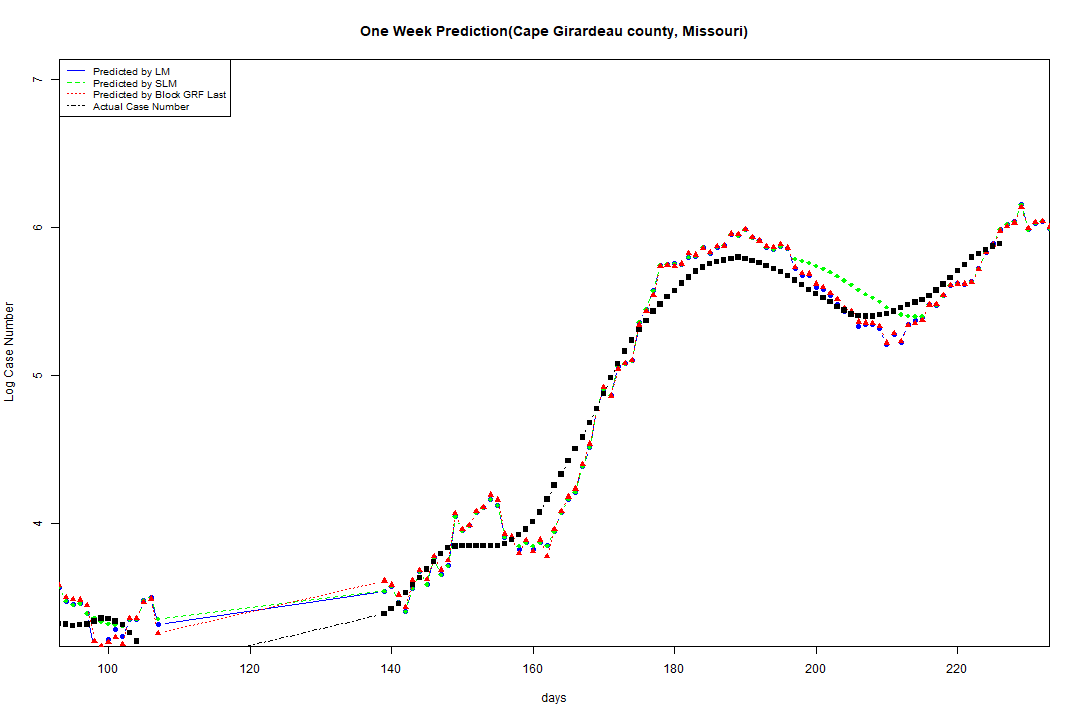 One Week Prediction(Cape Girardeau county, Missouri)
Predicted by LM
Predicted by SLM
Predicted by Block GRF Last
Actual Case Number
7
6
5
4
Log Case Number
100 120 140 160 180 200 220
days